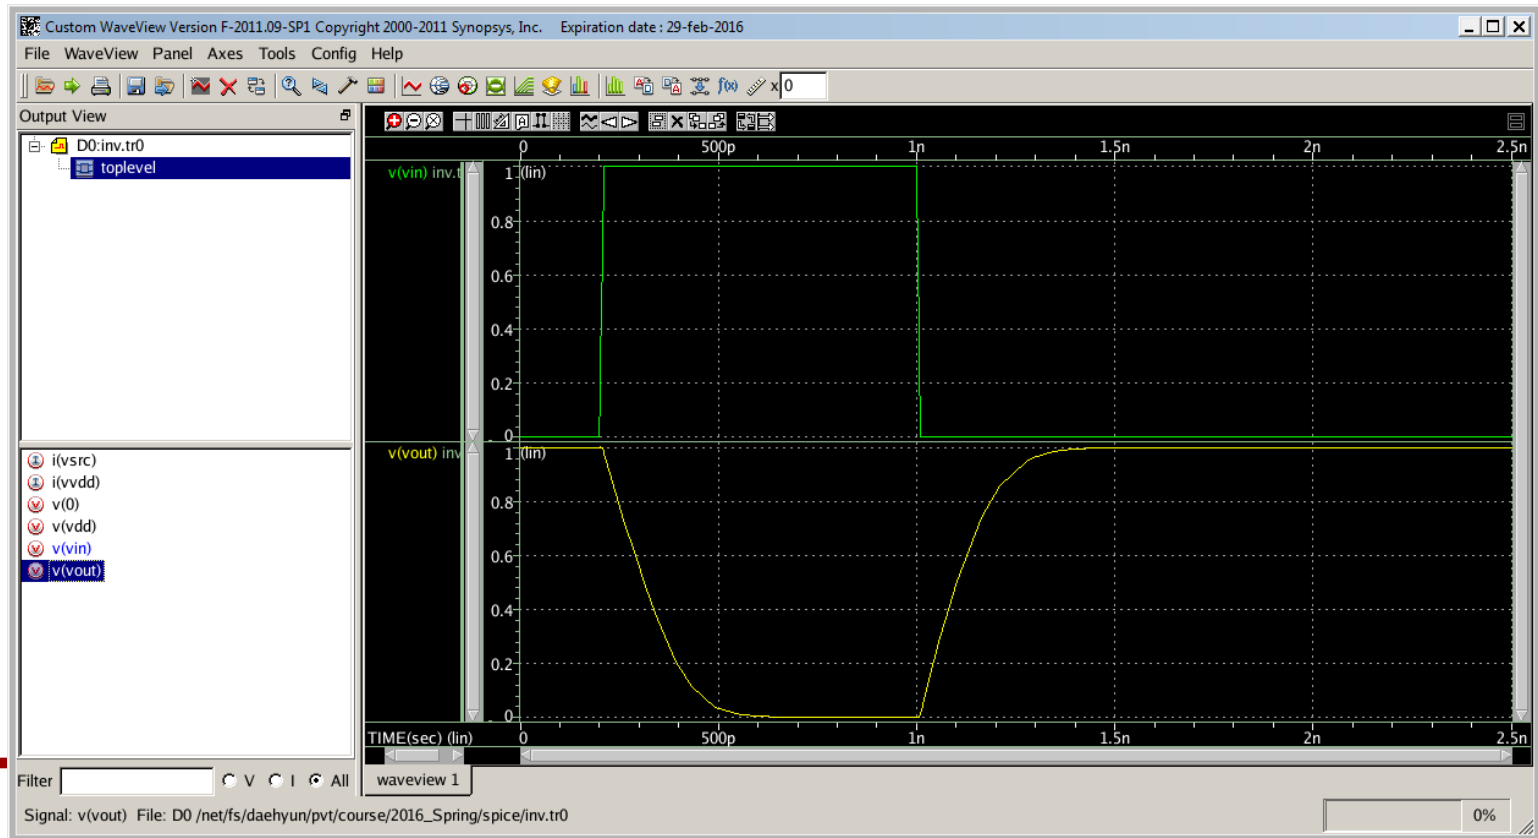 Custom WaveView Version F-2011.09-SP1 Copyright 2000-2011 Synopsys, Inc. Expiration date : 29-feb-2016
File WaveView Panel Axes Tools Config Help
f(x) x 0
Output View
D0:inv.tr0
toplevel
0 500p 1n 1.5n 2n 2.5n
v(vin) inv.t
1 (lin)
0.8
0.6
0.4
0.2
0
v(vout) inv
1 (lin)
0.8
0.6
0.4
0.2
0
TIME(sec) (lin) 0 500p 1n 1.5n 2n 2.5n
i(vsrc)
i(vvdd)
v(0)
v(vdd)
v(vin)
v(vout)
Filter V I All
waveview 1
Signal: v(vout) File: D0 /net/fs/daehyun/pvt/course/2016_Spring/spice/inv.tr0
0%